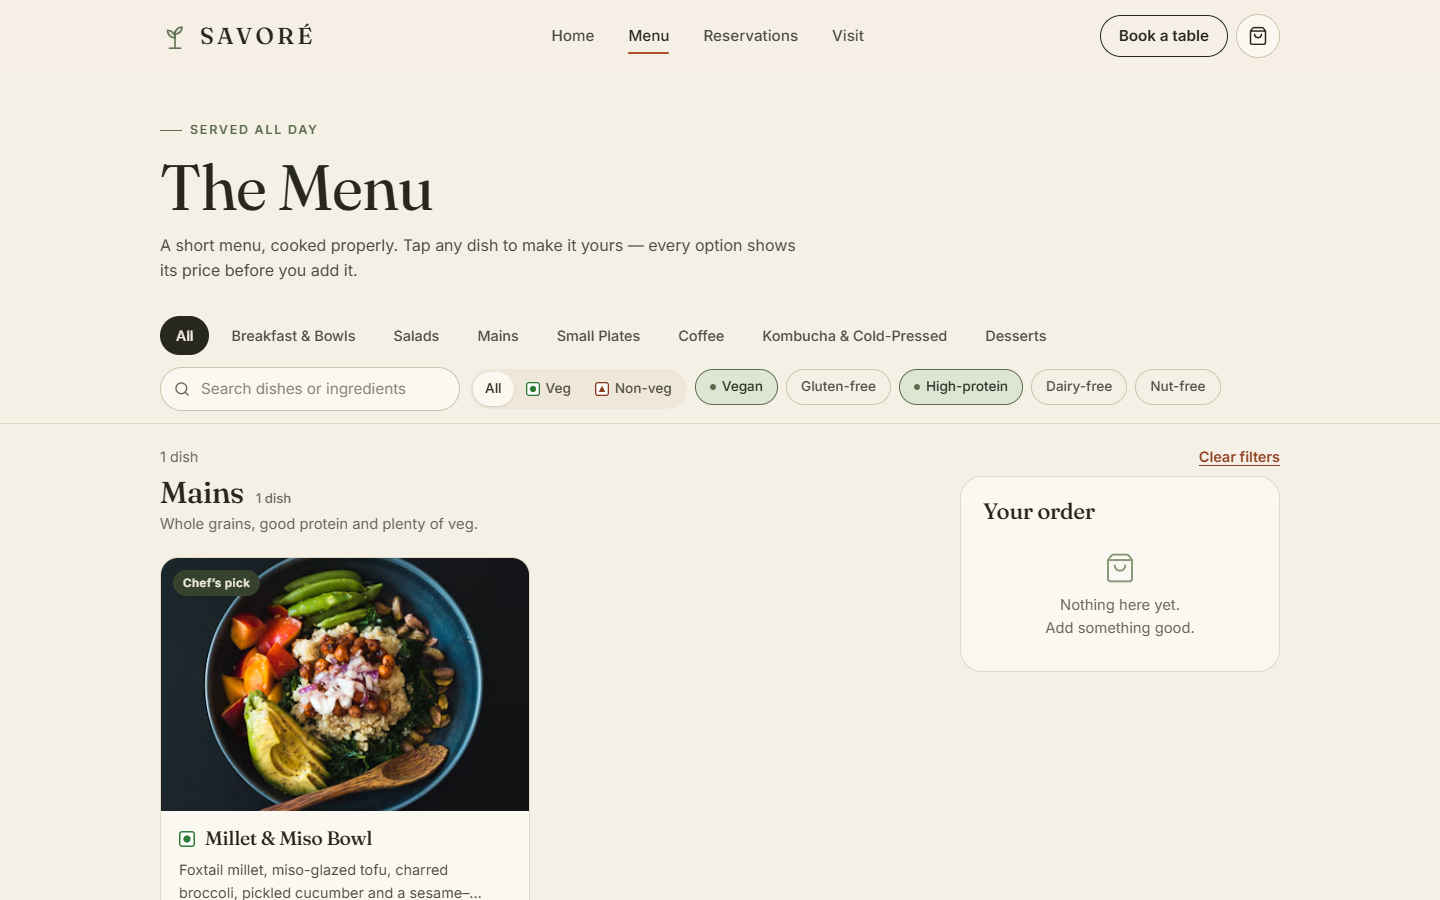 SAVORÉ
Home
Menu
Reservations
Visit
Book a table
SERVED ALL DAY
The Menu
A short menu, cooked properly. Tap any dish to make it yours — every option shows
its price before you add it.
All
Breakfast & Bowls
Salads
Mains
Small Plates
Coffee
Kombucha & Cold-Pressed
Desserts
Search dishes or ingredients
All
Veg
Non-veg
Vegan
Gluten-free
High-protein
Dairy-free
Nut-free
1 dish
Clear filters
Mains 1 dish
Whole grains, good protein and plenty of veg.
Chef's pick
Millet & Miso Bowl
Foxtail millet, miso-glazed tofu, charred
broccoli, pickled cucumber and a sesame–…
Your order
Nothing here yet.
Add something good.